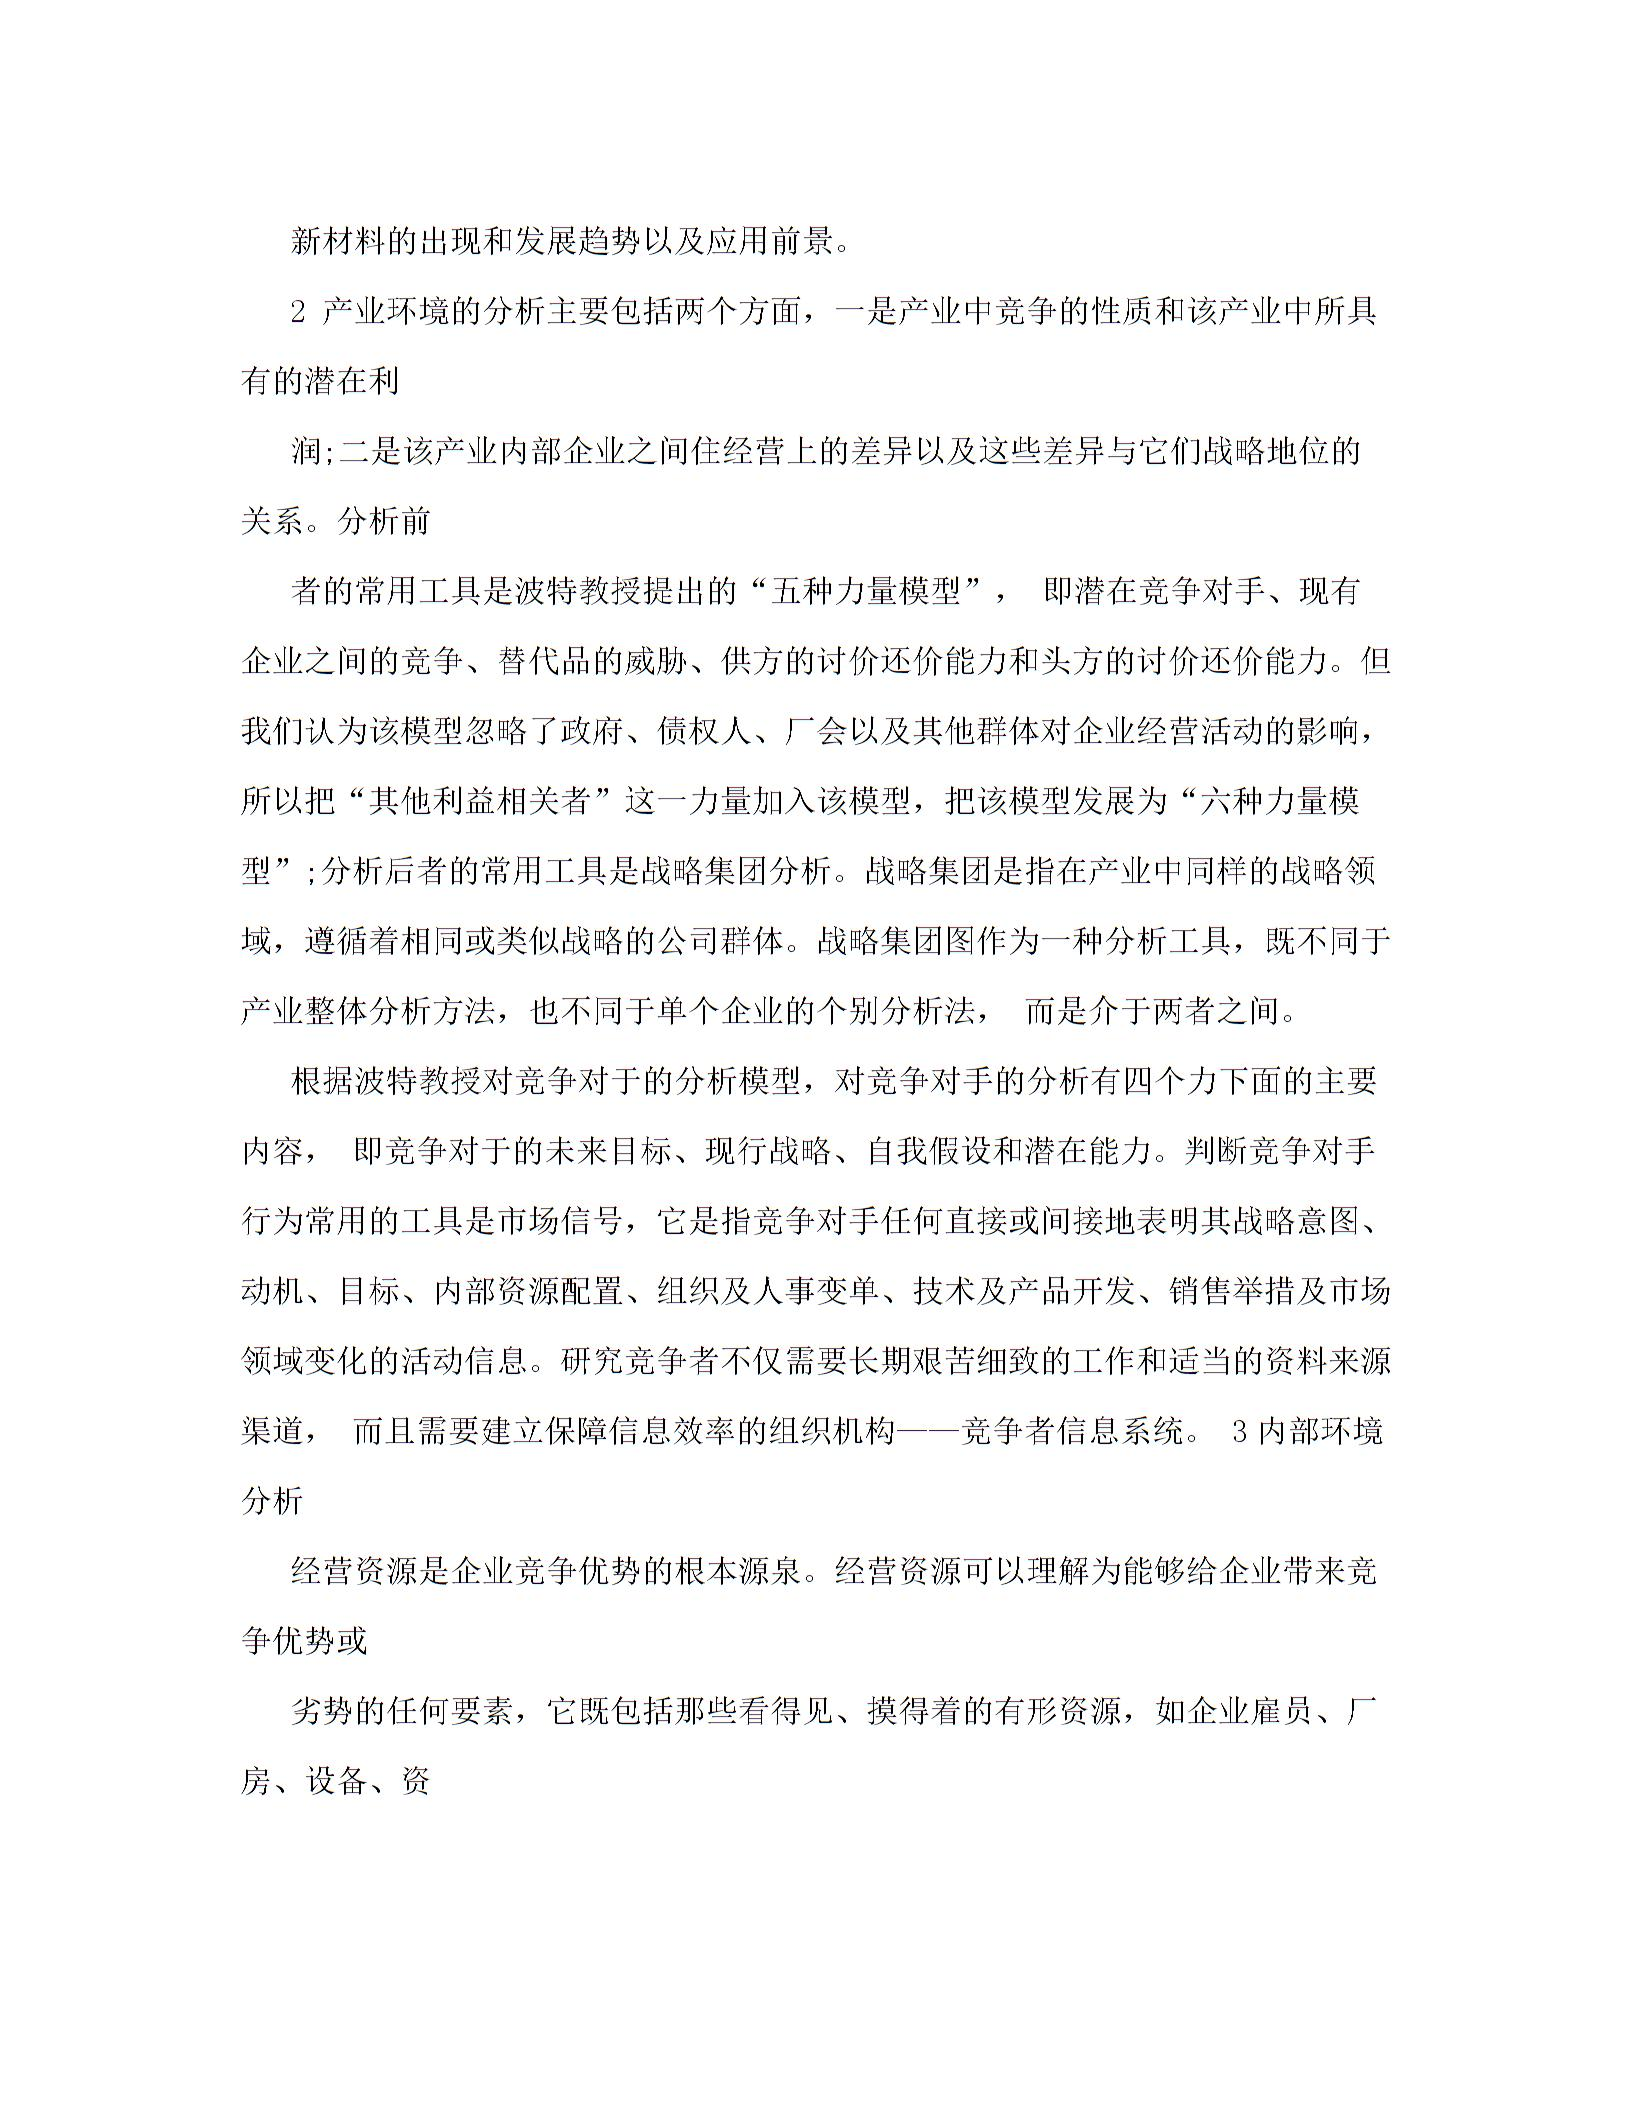 新材料的出现和发展趋势以及应用前景。
2 产业环境的分析主要包括两个方面，一是产业中竞争的性质和该产业中所具
有的潜在利
润;二是该产业内部企业之间住经营上的差异以及这些差异与它们战略地位的
关系。分析前
者的常用工具是波特教授提出的“五种力量模型”， 即潜在竞争对手、现有
企业之间的竞争、替代品的威胁、供方的讨价还价能力和头方的讨价还价能力。但
我们认为该模型忽略了政府、债权人、厂会以及其他群体对企业经营活动的影响，
所以把“其他利益相关者”这一力量加入该模型，把该模型发展为“六种力量模
型”;分析后者的常用工具是战略集团分析。战略集团是指在产业中同样的战略领
域，遵循着相同或类似战略的公司群体。战略集团图作为一种分析工具，既不同于
产业整体分析方法，也不同于单个企业的个别分析法， 而是介于两者之间。
根据波特教授对竞争对于的分析模型，对竞争对手的分析有四个力下面的主要
内容， 即竞争对于的未来目标、现行战略、自我假设和潜在能力。判断竞争对手
行为常用的工具是市场信号，它是指竞争对手任何直接或间接地表明其战略意图、
动机、目标、内部资源配置、组织及人事变单、技术及产品开发、销售举措及市场
领域变化的活动信息。研究竞争者不仅需要长期艰苦细致的工作和适当的资料来源
渠道， 而且需要建立保障信息效率的组织机构——竞争者信息系统。 3 内部环境
分析
经营资源是企业竞争优势的根本源泉。经营资源可以理解为能够给企业带来竞
争优势或
劣势的任何要素，它既包括那些看得见、摸得着的有形资源，如企业雇员、厂
房、设备、资